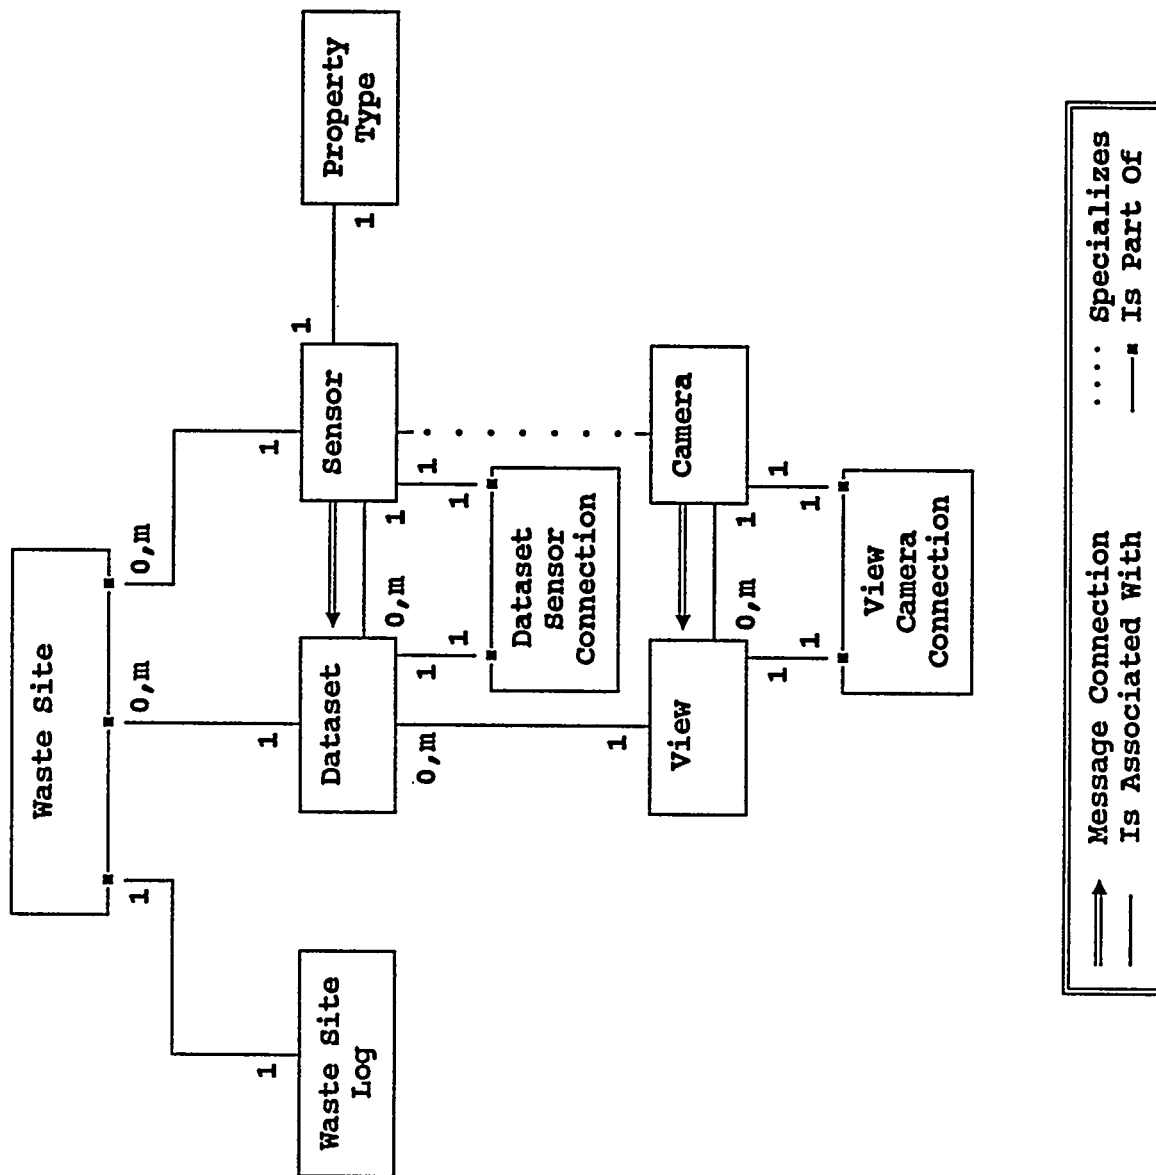 Waste Site
1
0,m
0,m
1
1
1
Waste Site
Log
Dataset
Sensor
1
1
Property
Type
0,m
1
1
1
0,m
1
1
1
Dataset
Sensor
Connection
View
Camera
0,m
1
1
1
1
1
View
Camera
Connection
Message Connection
Is Associated With
Specializes
Is Part Of